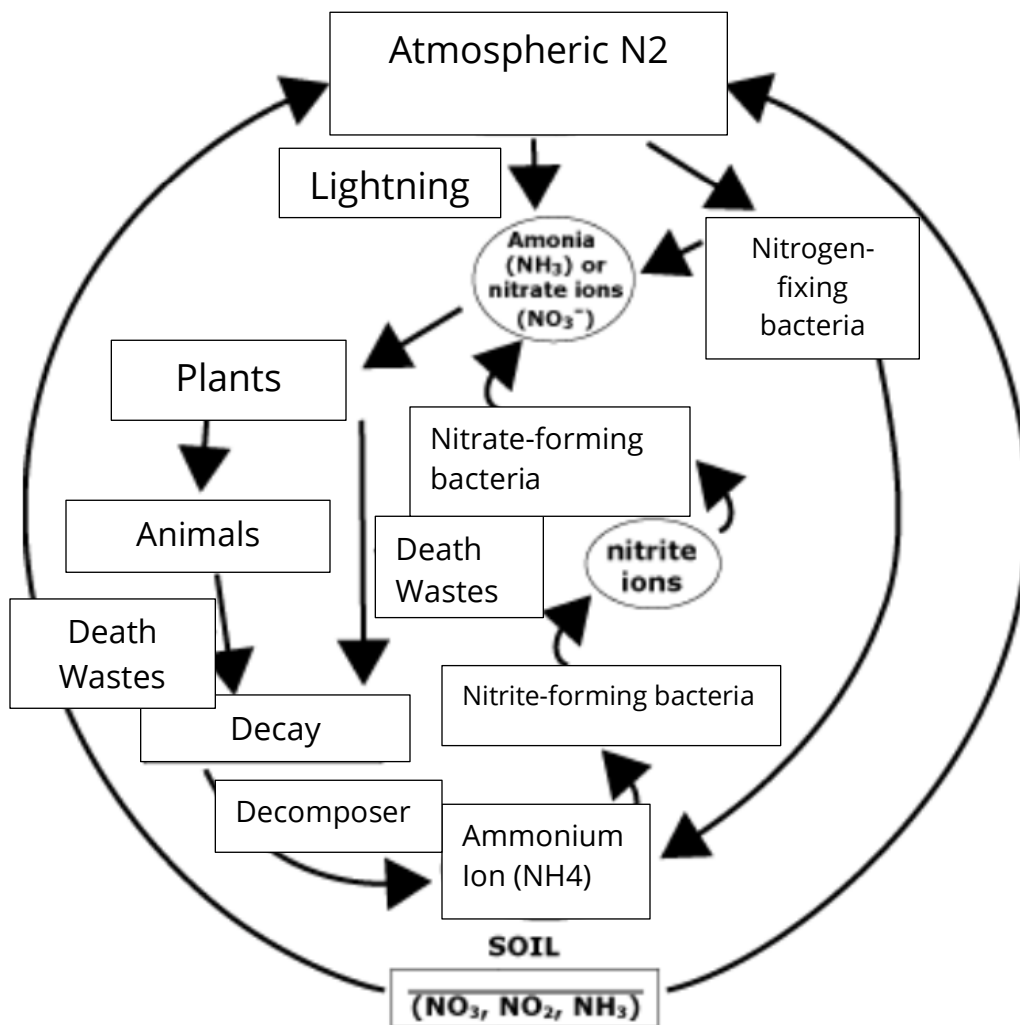 Atmospheric N2
Lightning
Amonia
(NH₃) or
nitrate ions
(NO₃⁻)
Nitrogen-
fixing
bacteria
Plants
Nitrate-forming
bacteria
Animals
Death
Wastes
nitrite
ions
Death
Wastes
Nitrite-forming bacteria
Decay
Decomposer
Ammonium
Ion (NH4)
SOIL
(NO₃, NO₂, NH₃)